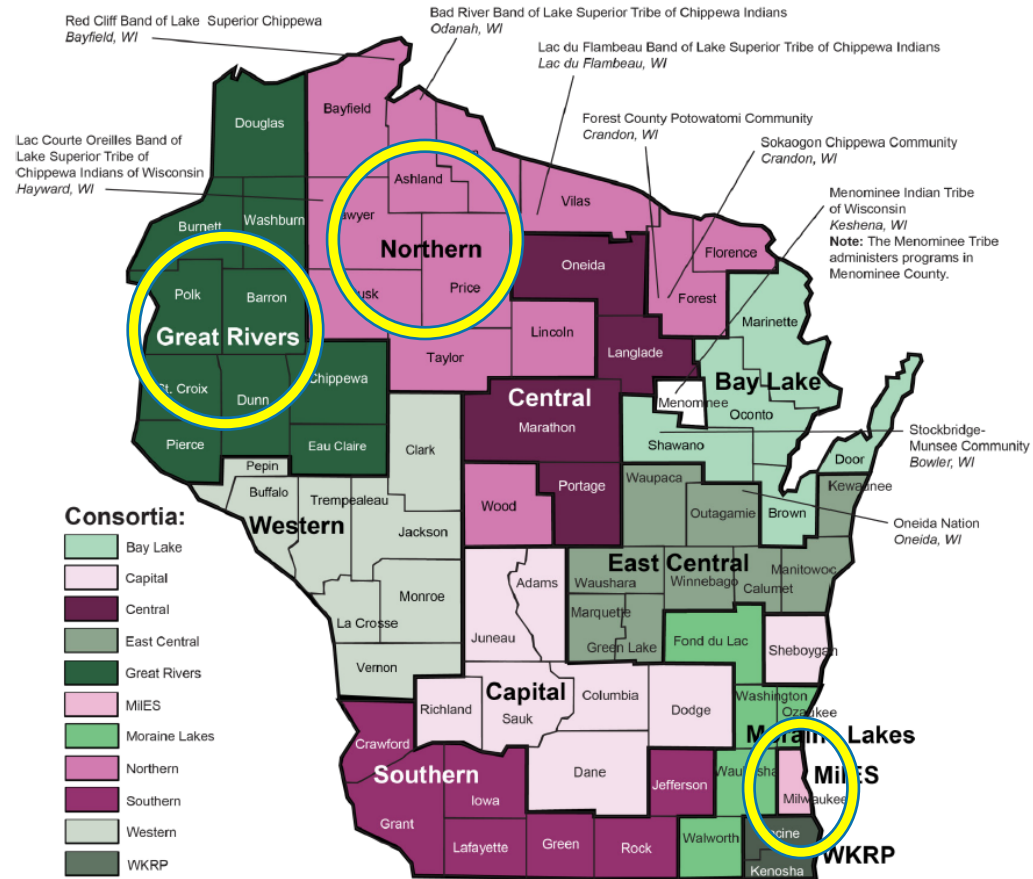 Red Cliff Band of Lake Superior Chippewa
Bayfield, WI
Bad River Band of Lake Superior Tribe of Chippewa Indians
Odanah, WI
Lac du Flambeau Band of Lake Superior Tribe of Chippewa Indians
Lac du Flambeau, WI
Forest County Potowatomi Community
Crandon, WI
Sokaogon Chippewa Community
Crandon, WI
Lac Courte Oreilles Band of
Lake Superior Tribe of
Chippewa Indians of Wisconsin
Hayward, WI
Menominee Indian Tribe
of Wisconsin
Keshena, WI
Note: The Menominee Tribe
administers programs in
Menominee County.
Douglas
Bayfield
Ashland
Vilas
Burnett
Washburn
Northern
Florence
Oneida
Forest
Polk
Barron
Price
Great Rivers
Lincoln
Marinette
Taylor
Langlade
Chippewa
St. Croix
Dunn
Central
Menominee
Bay Lake
Oconto
Marathon
Pierce
Eau Claire
Clark
Shawano
Stockbridge-
Munsee Community
Bowler, WI
Door
Pepin
Buffalo
Trempealeau
Western
Jackson
Wood
Portage
Waupaca
Outagamie
Brown
Kewaunee
Oneida Nation
Oneida, WI
East Central
Adams
Waushara
Winnebago
Calumet
Manitowoc
Monroe
La Crosse
Juneau
Marquette
Green Lake
Fond du Lac
Sheboygan
Vernon
Capital
Richland
Sauk
Columbia
Dodge
Washington
Ozaukee
Moraine Lakes
Crawford
Southern
Iowa
Dane
Jefferson
Waukesha
MilES
Milwaukee
Grant
Lafayette
Green
Rock
Walworth
WKRP
Kenosha
Consortia:
Bay Lake
Capital
Central
East Central
Great Rivers
MilES
Moraine Lakes
Northern
Southern
Western
WKRP